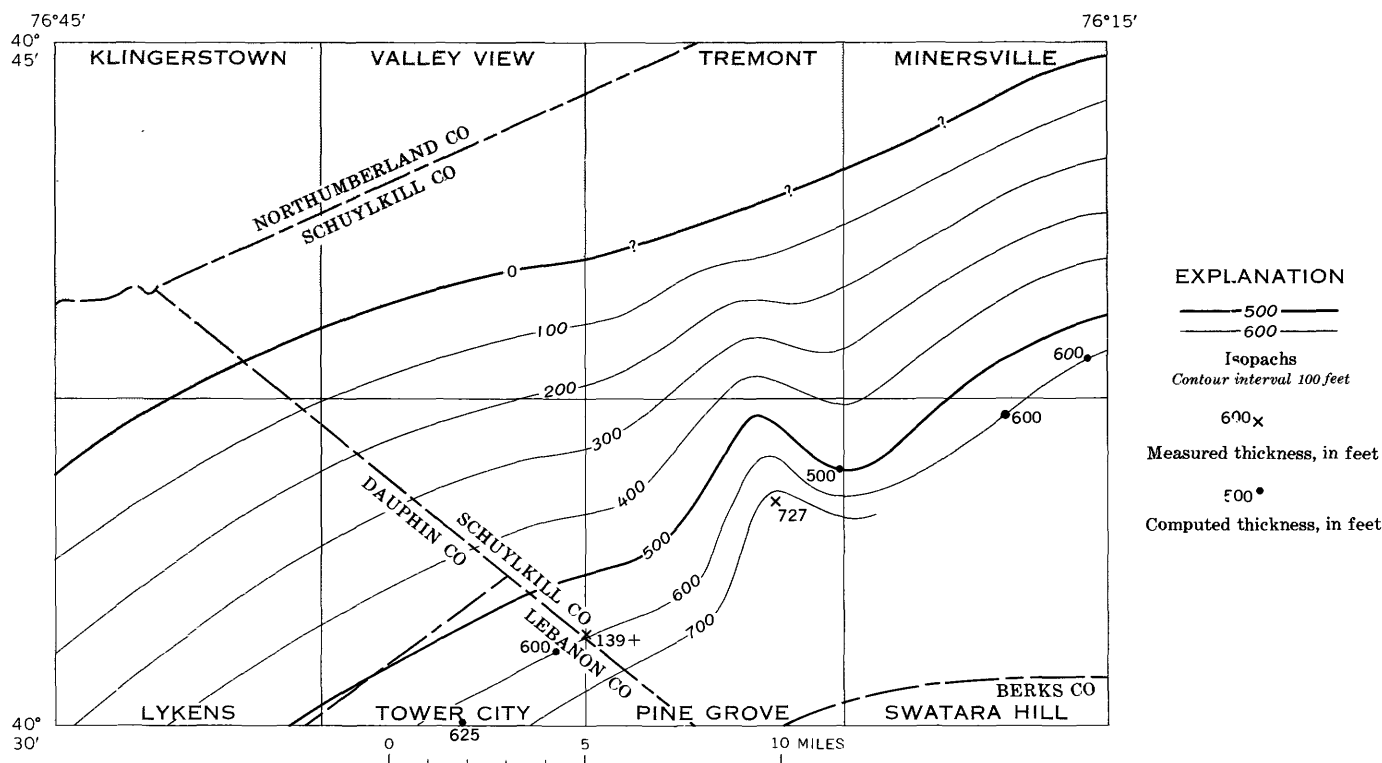 76°45'
76°15'
40°
45'
KLINGERSTOWN
VALLEY VIEW
TREMONT
MINERSVILLE
NORTHUMBERLAND CO
SCHUYLKILL CO
?
?
?
0
100
200
300
400
500
600
700
EXPLANATION
500
600
Isopachs
Contour interval 100 feet
600 ×
Measured thickness, in feet
500 •
Computed thickness, in feet
600
600
500
727
DAUPHIN CO
SCHUYLKILL CO
LEBANON CO
139+
600
625
BERKS CO
LYKENS
TOWER CITY
PINE GROVE
SWATARA HILL
40°
30'
0 5 10 MILES